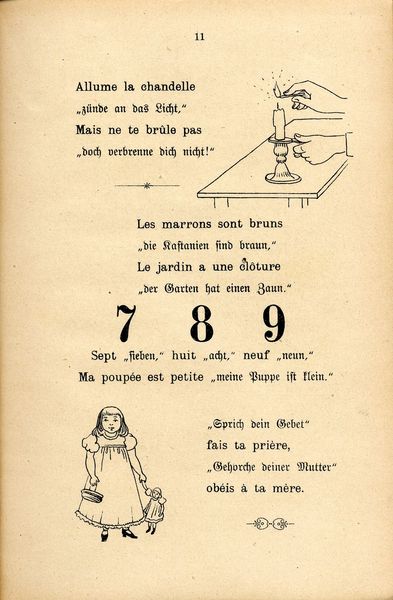 11
Allume la chandelle
„zünde an das Licht,“
Mais ne te brûle pas
„doch verbrenne dich nicht!“
Les marrons sont bruns
„die Kastanien sind braun,“
Le jardin a une clôture
„der Garten hat einen Zaun.“
7 8 9
Sept „sieben,“ huit „acht,“ neuf „neun,“
Ma poupée est petite „meine Puppe ist klein.“
„Sprich dein Gebet“
fais ta prière,
„Gehorche deiner Mutter“
obéis à ta mère.